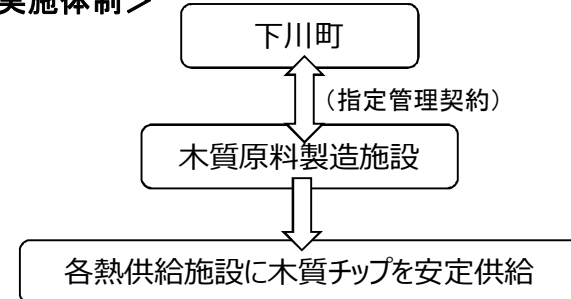 実施体制＞
下川町
（指定管理契約）
木質原料製造施設
各熱供給施設に木質チップを安定供給